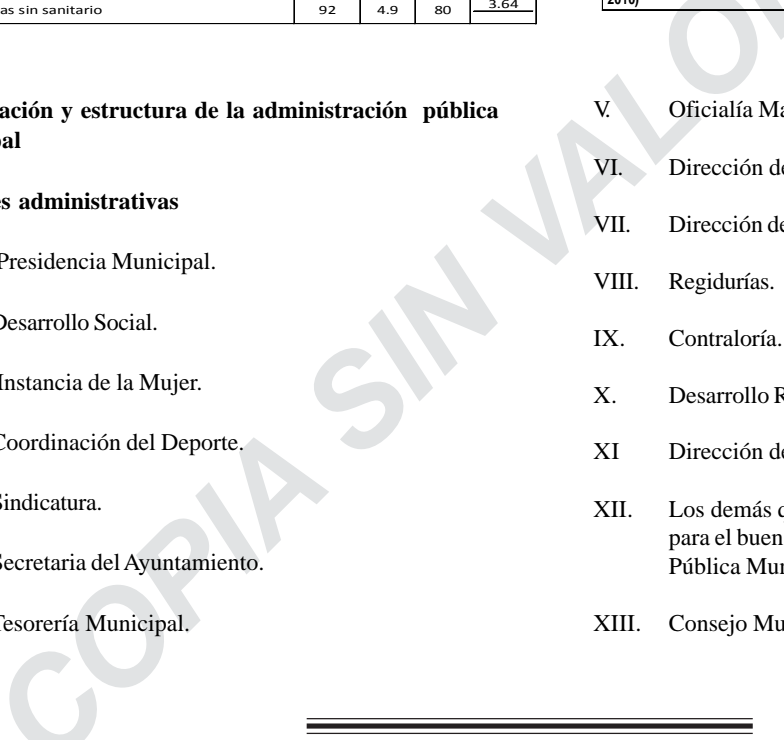 as sin sanitario 92 4.9 80 3.64
ación y estructura de la administración pública
al
s administrativas
Presidencia Municipal.
Desarrollo Social.
Instancia de la Mujer.
Coordinación del Deporte.
Sindicatura.
Secretaria del Ayuntamiento.
Tesorería Municipal.
2010)
V. Oficialía Ma
VI. Dirección de
VII. Dirección de
VIII. Regidurías.
IX. Contraloría.
X. Desarrollo R
XI Dirección de
XII. Los demás
para el buen
Pública Mun
XIII. Consejo Mu
COPIA SIN VALOR